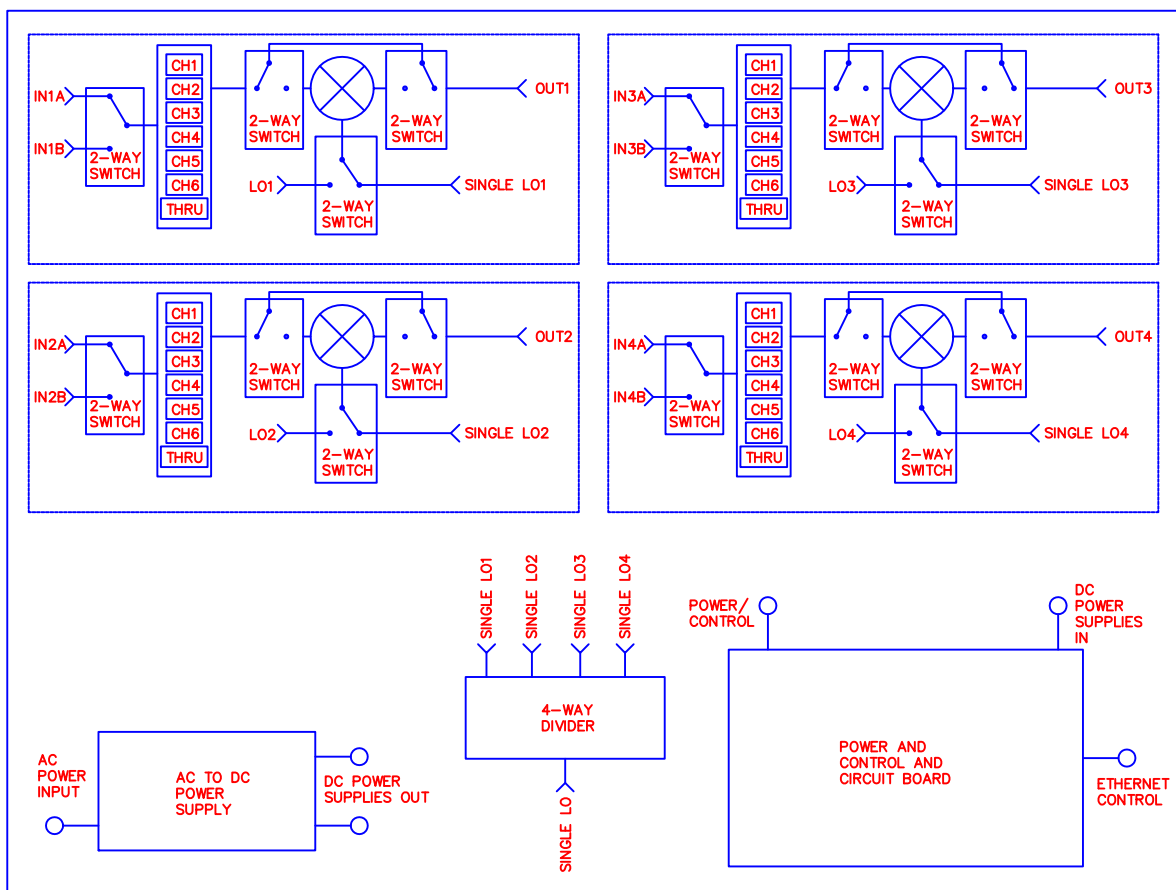 IN1A
IN1B
2-WAY
SWITCH
CH1
CH2
CH3
CH4
CH5
CH6
THRU
2-WAY
SWITCH
2-WAY
SWITCH
OUT1
LO1
2-WAY
SWITCH
SINGLE LO1
IN3A
IN3B
2-WAY
SWITCH
CH1
CH2
CH3
CH4
CH5
CH6
THRU
2-WAY
SWITCH
2-WAY
SWITCH
OUT3
LO3
2-WAY
SWITCH
SINGLE LO3
IN2A
IN2B
2-WAY
SWITCH
CH1
CH2
CH3
CH4
CH5
CH6
THRU
2-WAY
SWITCH
2-WAY
SWITCH
OUT2
LO2
2-WAY
SWITCH
SINGLE LO2
IN4A
IN4B
2-WAY
SWITCH
CH1
CH2
CH3
CH4
CH5
CH6
THRU
2-WAY
SWITCH
2-WAY
SWITCH
OUT4
LO4
2-WAY
SWITCH
SINGLE LO4
AC
POWER
INPUT
AC TO DC
POWER
SUPPLY
DC POWER
SUPPLIES OUT
SINGLE LO1
SINGLE LO2
SINGLE LO3
SINGLE LO4
4-WAY
DIVIDER
SINGLE LO
POWER/
CONTROL
DC
POWER
SUPPLIES
IN
POWER AND
CONTROL AND
CIRCUIT BOARD
ETHERNET
CONTROL